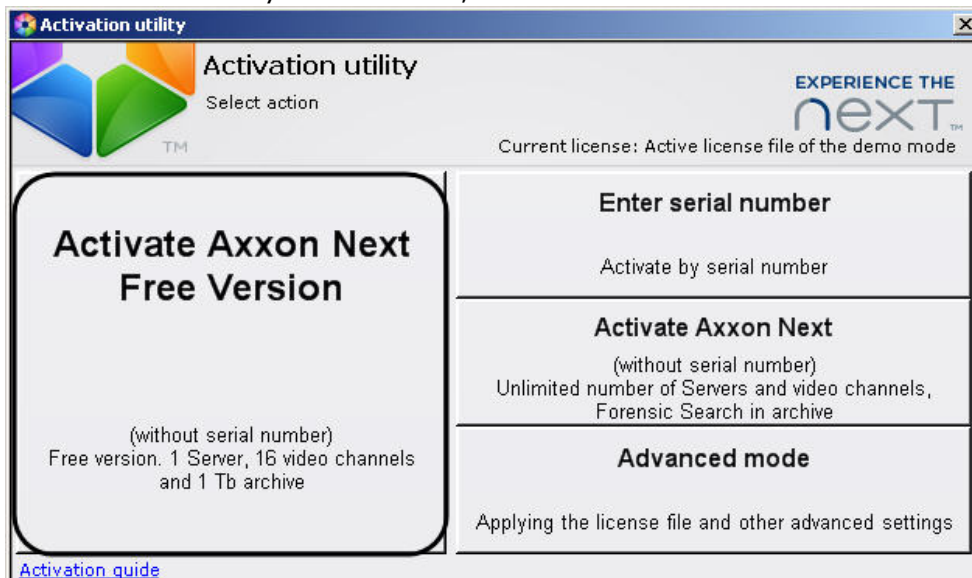 Activation utility
Activation utility
Select action
EXPERIENCE THE
next™
TM
Current license: Active license file of the demo mode
Activate Axxon Next
Free Version
(without serial number)
Free version. 1 Server, 16 video channels
and 1 Tb archive
Enter serial number
Activate by serial number
Activate Axxon Next
(without serial number)
Unlimited number of Servers and video channels,
Forensic Search in archive
Advanced mode
Applying the license file and other advanced settings
Activation guide